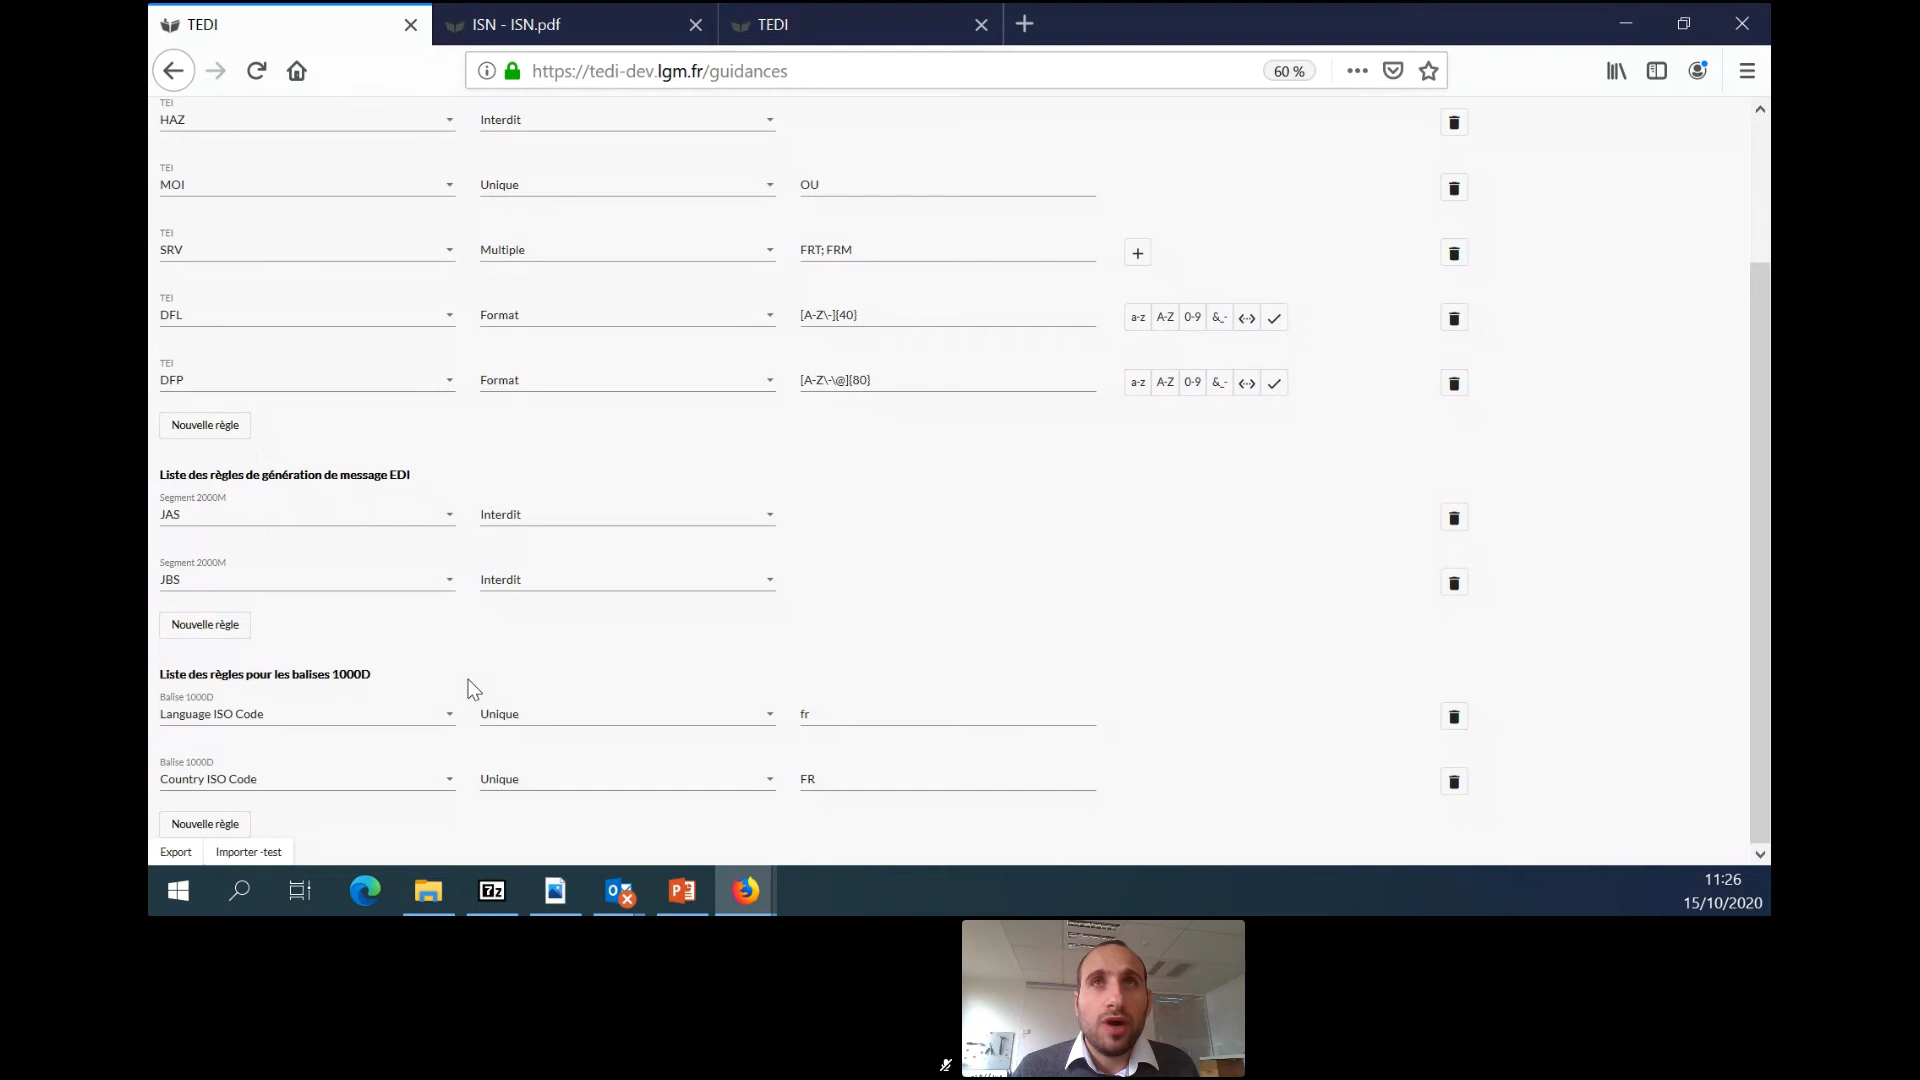 TEDI
ISN - ISN.pdf
TEDI
https://tedi-dev.lgm.fr/guidances
60 %
TEI
HAZ
Interdit
TEI
MOI
Unique
OU
TEI
SRV
Multiple
FRT; FRM
TEI
DFL
Format
[A-Z\-]{40}
a-z A-Z 0-9 &_-
TEI
DFP
Format
[A-Z\-\@]{80}
a-z A-Z 0-9 &_-
Nouvelle règle
Liste des règles de génération de message EDI
Segment 2000M
JAS
Interdit
Segment 2000M
JBS
Interdit
Nouvelle règle
Liste des règles pour les balises 1000D
Balise 1000D
Language ISO Code
Unique
fr
Balise 1000D
Country ISO Code
Unique
FR
Nouvelle règle
Export
Importer -test
7z
11:26
15/10/2020